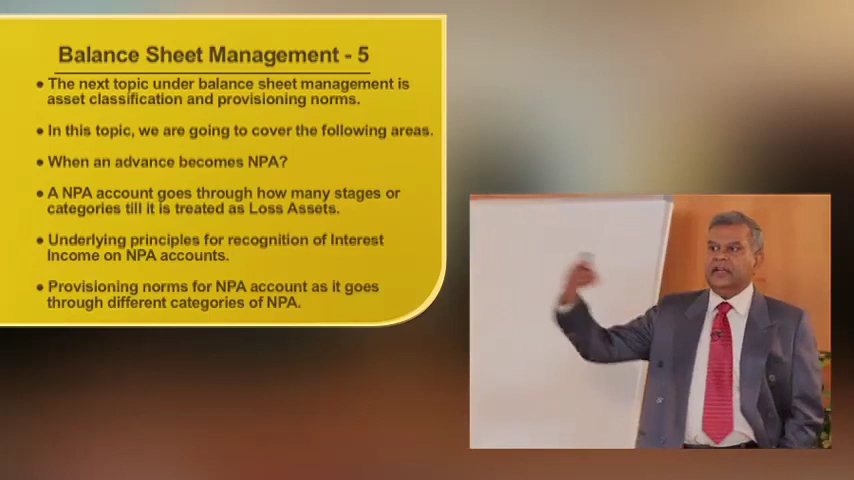 Balance Sheet Management - 5
● The next topic under balance sheet management is
asset classification and provisioning norms.
● In this topic, we are going to cover the following areas.
● When an advance becomes NPA?
● A NPA account goes through how many stages or
categories till it is treated as Loss Assets.
● Underlying principles for recognition of Interest
Income on NPA accounts.
● Provisioning norms for NPA account as it goes
through different categories of NPA.